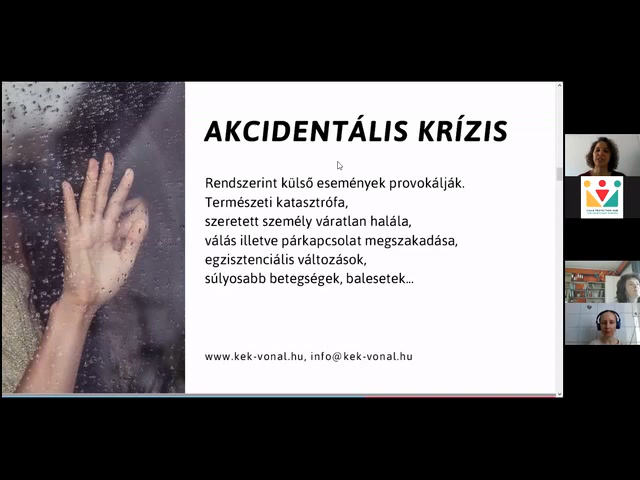 AKCIDENTÁLIS KRÍZIS
Rendszerint külső események provokálják.
Természeti katasztrófa,
szeretett személy váratlan halála,
válás illetve párkapcsolat megszakadása,
egzisztenciális változások,
súlyosabb betegségek, balesetek...
www.kek-vonal.hu, info@kek-vonal.hu